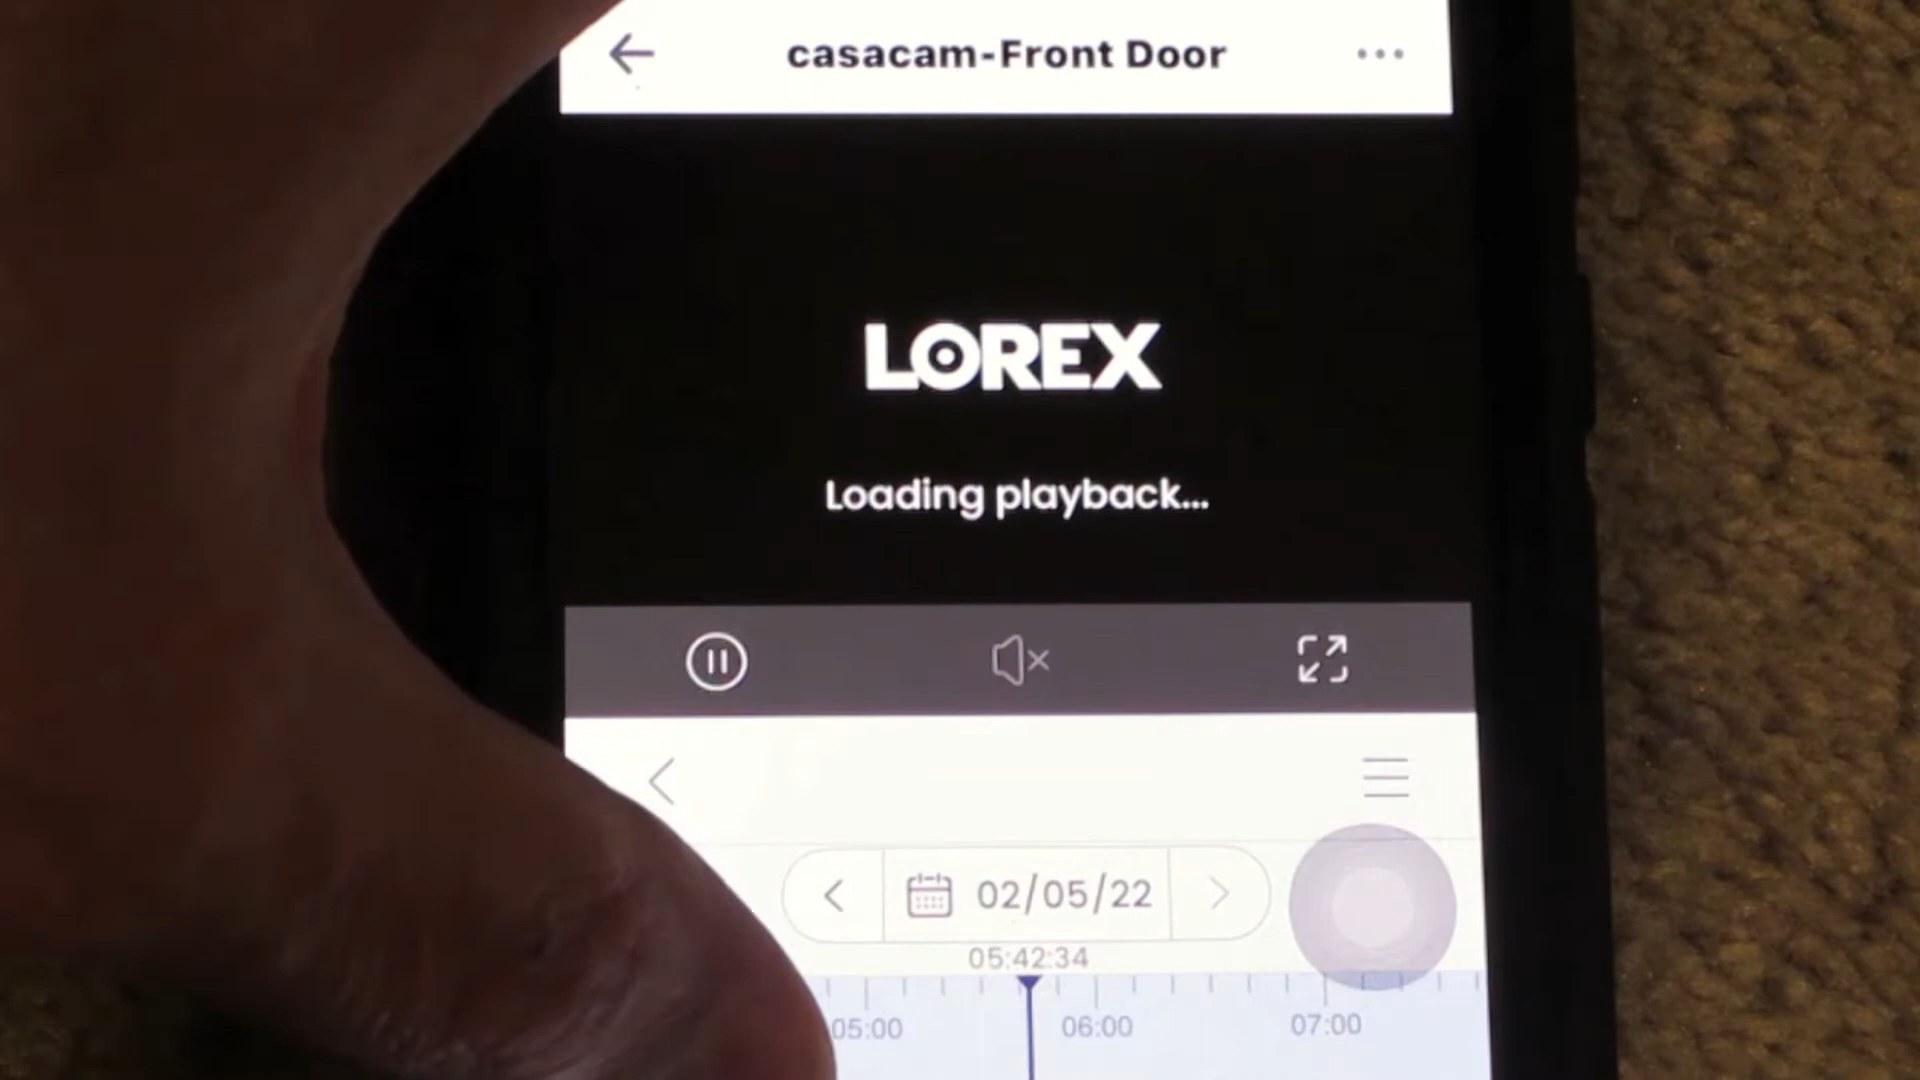 casacam-Front Door
LOREX
Loading playback...
02/05/22
05:42:34
05:00 06:00 07:00